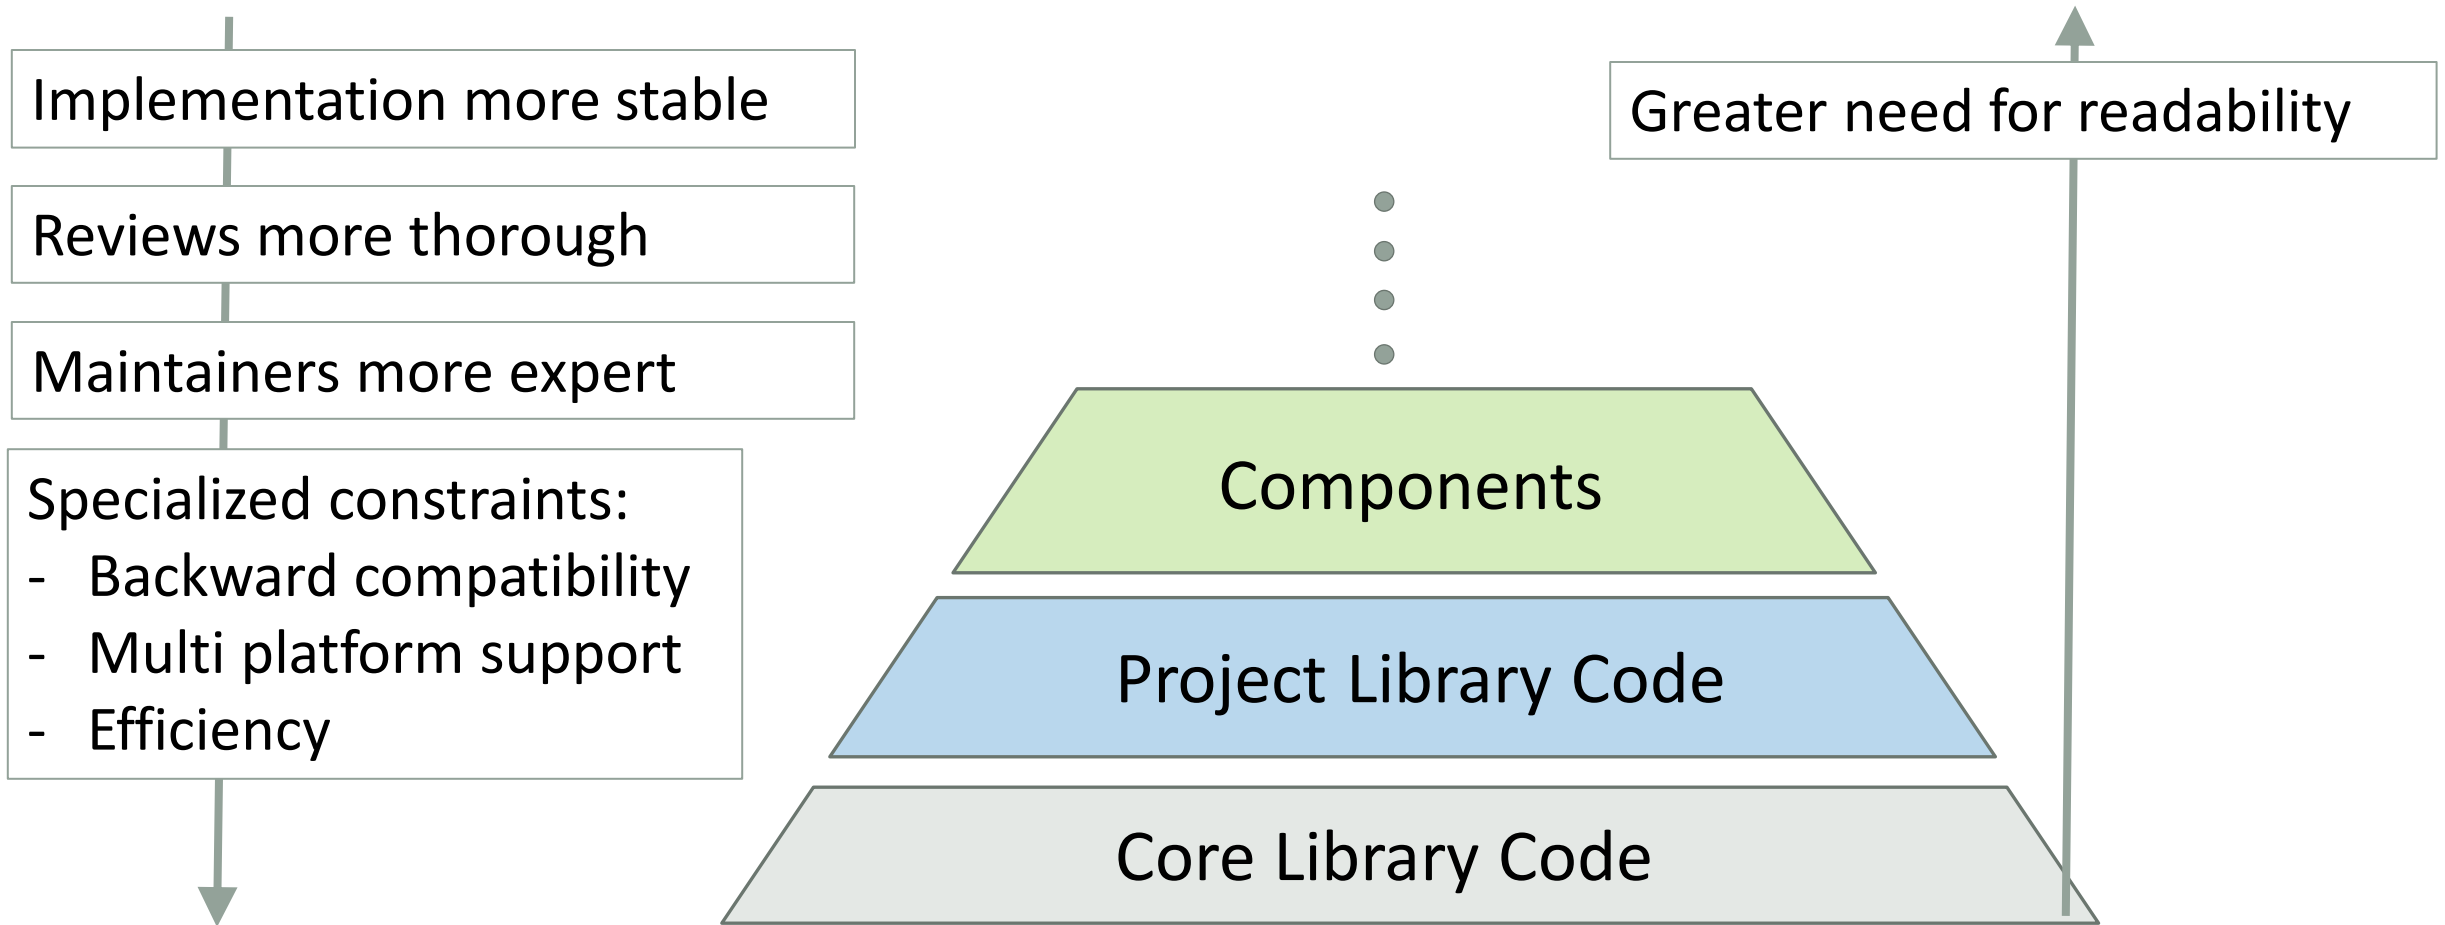 Implementation more stable
Reviews more thorough
Maintainers more expert
Specialized constraints:
- Backward compatibility
- Multi platform support
- Efficiency
Greater need for readability
Components
Project Library Code
Core Library Code